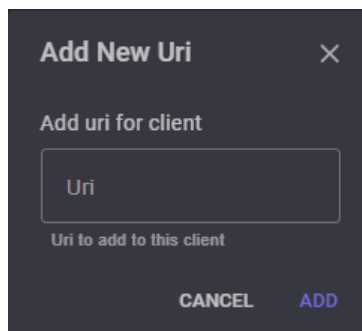 Add New Uri
Add uri for client
Uri
Uri to add to this client
CANCEL ADD